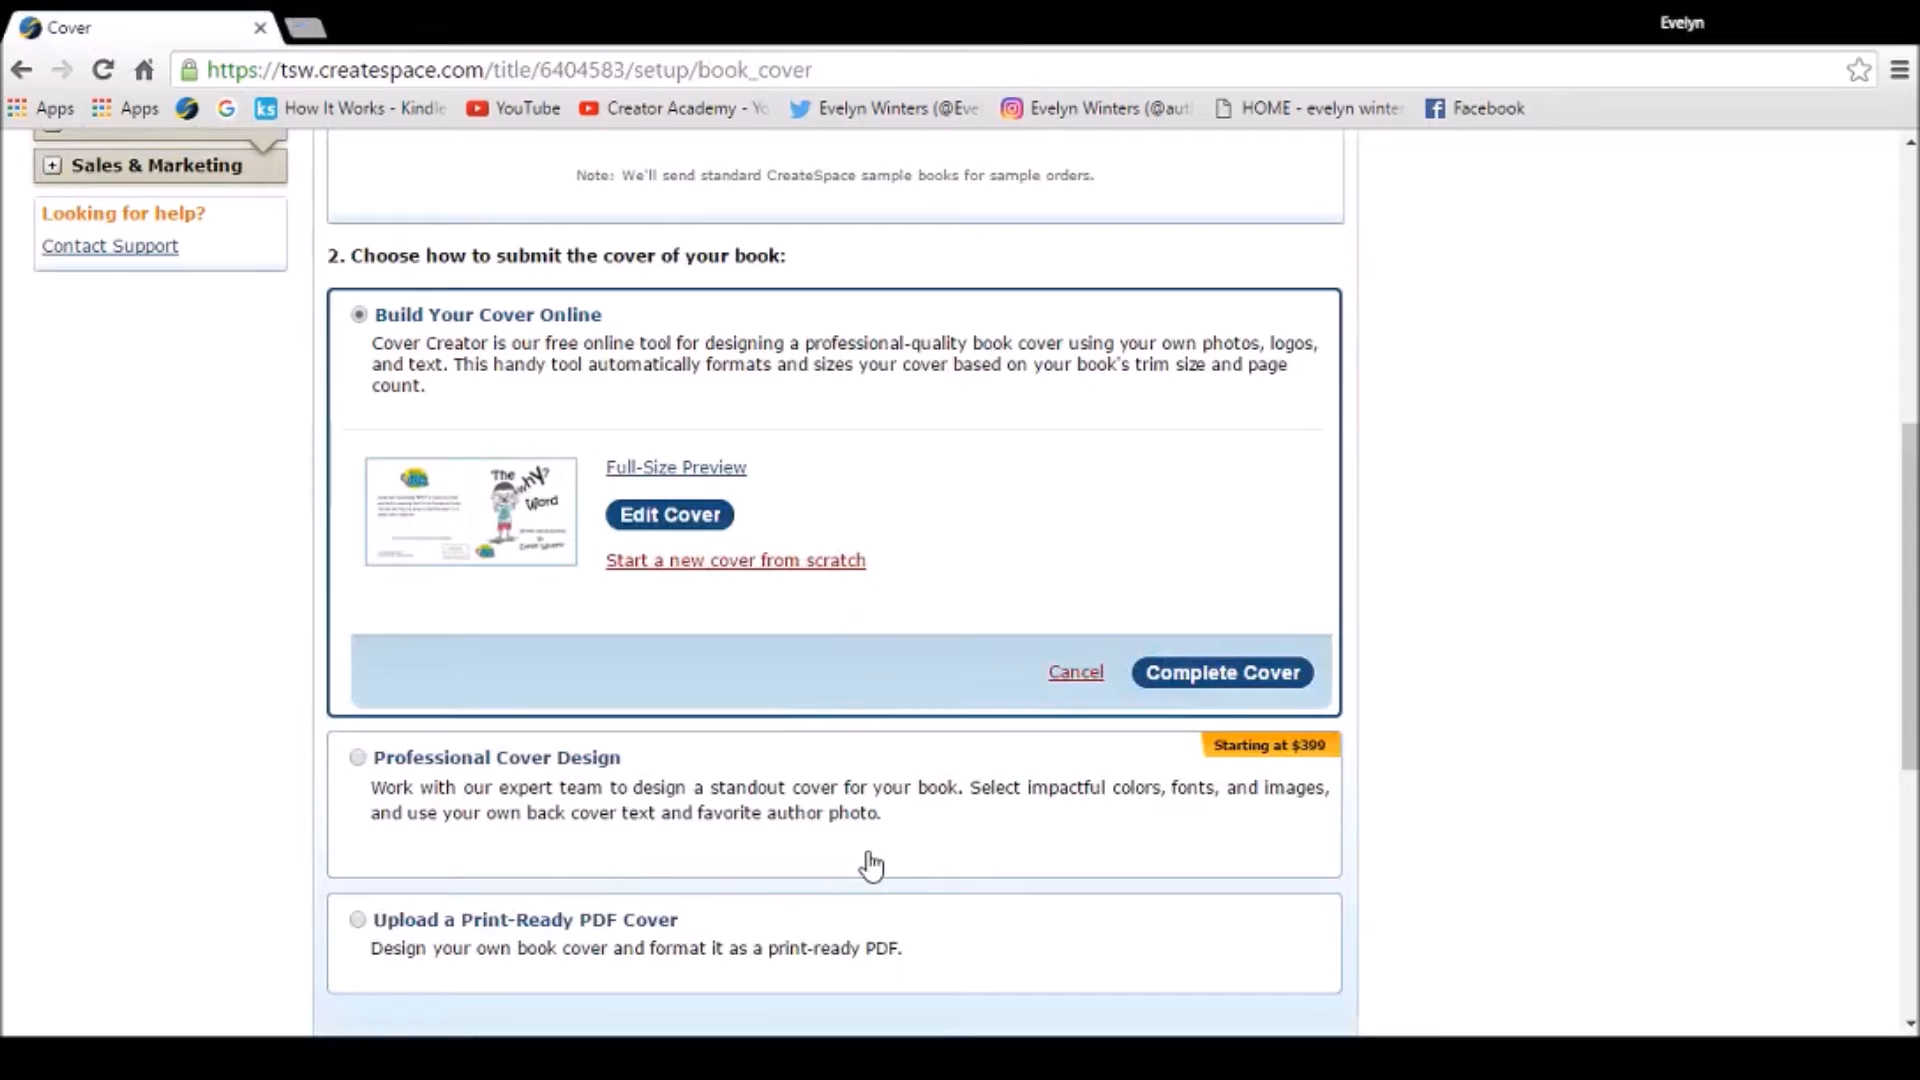 Cover
Evelyn
https://tsw.createspace.com/title/6404583/setup/book_cover
Apps Apps G ks How It Works - Kindle YouTube Creator Academy - Yo Evelyn Winters (@Eve Evelyn Winters (@aut HOME - evelyn winte Facebook
Sales & Marketing
Looking for help?
Contact Support
Note: We'll send standard CreateSpace sample books for sample orders.
2. Choose how to submit the cover of your book:
Build Your Cover Online
Cover Creator is our free online tool for designing a professional-quality book cover using your own photos, logos,
and text. This handy tool automatically formats and sizes your cover based on your book's trim size and page
count.
The
Why?
Word
Full-Size Preview
Edit Cover
Start a new cover from scratch
Cancel Complete Cover
Starting at $399
Professional Cover Design
Work with our expert team to design a standout cover for your book. Select impactful colors, fonts, and images,
and use your own back cover text and favorite author photo.
Upload a Print-Ready PDF Cover
Design your own book cover and format it as a print-ready PDF.